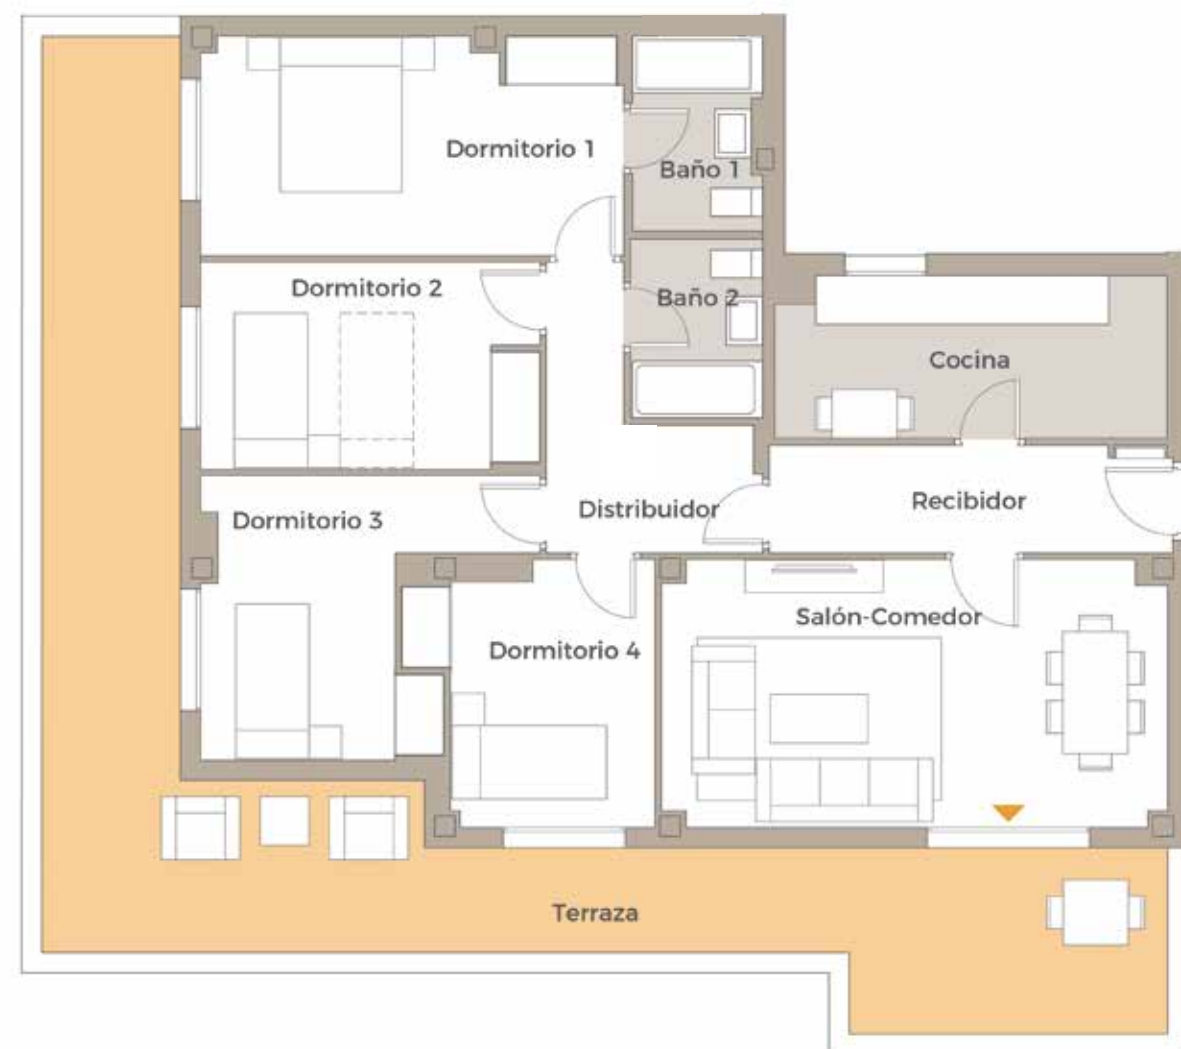 Dormitorio 1
Baño 1
Dormitorio 2
Baño 2
Cocina
Dormitorio 3
Distribuidor
Recibidor
Salón-Comedor
Dormitorio 4
Terraza